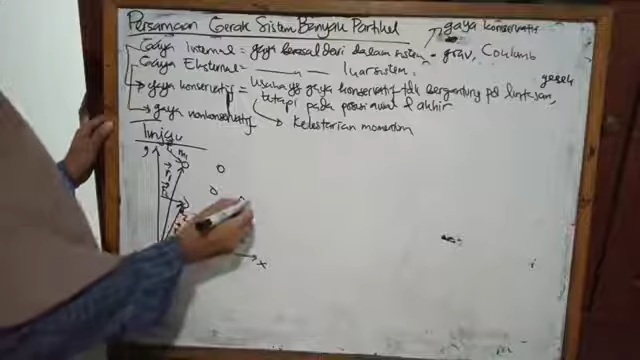 Persamaan Gerak Sistem Banyak Partikel
gaya konservatif
Gaya Internal = gaya berasal dari dalam sistem - grav, Coulomb
Gaya Eksternal = luar sistem.
gesek
gaya konservatif = Usaha yg gaya konservatif tdk bergantung pd lintasan,
tetapi pada posisi awal & akhir
gaya nonkonservatif
Kelestarian momentum
Tinjau
y
m₁
x